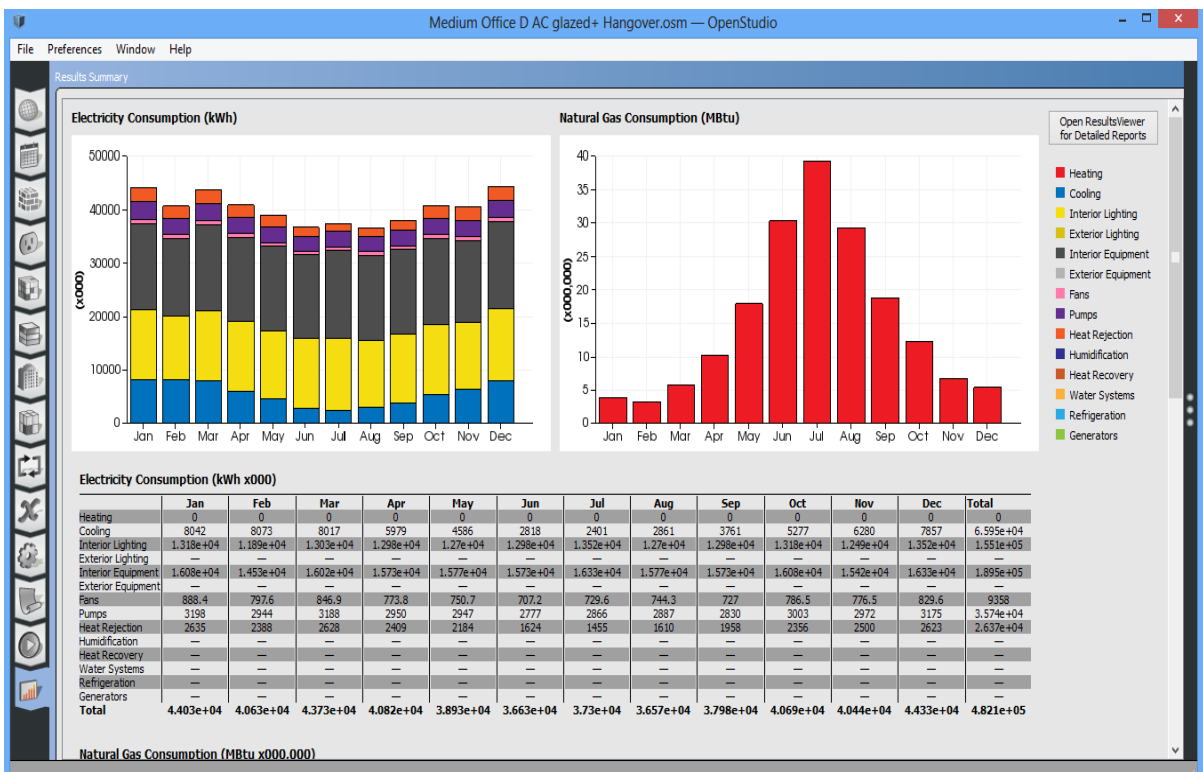 Medium Office D AC glazed+ Hangover.osm — OpenStudio
File Preferences Window Help
Results Summary
Electricity Consumption (kWh)
Natural Gas Consumption (MBtu)
Open ResultsViewer
for Detailed Reports
50000
40000
30000
20000
10000
0
(x000)
Jan Feb Mar Apr May Jun Jul Aug Sep Oct Nov Dec
40
35
30
25
20
15
10
5
0
(x000,000)
Jan Feb Mar Apr May Jun Jul Aug Sep Oct Nov Dec
Heating
Cooling
Interior Lighting
Exterior Lighting
Interior Equipment
Exterior Equipment
Fans
Pumps
Heat Rejection
Humidification
Heat Recovery
Water Systems
Refrigeration
Generators
Electricity Consumption (kWh x000)
Jan Feb Mar Apr May Jun Jul Aug Sep Oct Nov Dec Total
Heating 0 0 0 0 0 0 0 0 0 0 0 0 0
Cooling 8042 8073 8017 5979 4586 2818 2401 2861 3761 5277 6280 7857 6.595e+04
Interior Lighting 1.318e+04 1.189e+04 1.303e+04 1.298e+04 1.27e+04 1.298e+04 1.352e+04 1.27e+04 1.298e+04 1.318e+04 1.249e+04 1.352e+04 1.551e+05
Exterior Lighting — — — — — — — — — — — — —
Interior Equipment 1.608e+04 1.453e+04 1.602e+04 1.573e+04 1.577e+04 1.573e+04 1.633e+04 1.577e+04 1.573e+04 1.608e+04 1.542e+04 1.633e+04 1.895e+05
Exterior Equipment — — — — — — — — — — — — —
Fans 888.4 797.6 846.9 773.8 750.7 707.2 729.6 744.3 727 786.5 776.5 829.6 9358
Pumps 3198 2944 3188 2950 2947 2777 2866 2887 2830 3003 2972 3175 3.574e+04
Heat Rejection 2635 2388 2628 2409 2184 1624 1455 1610 1958 2356 2500 2623 2.637e+04
Humidification — — — — — — — — — — — — —
Heat Recovery — — — — — — — — — — — — —
Water Systems — — — — — — — — — — — — —
Refrigeration — — — — — — — — — — — — —
Generators — — — — — — — — — — — — —
Total 4.403e+04 4.063e+04 4.373e+04 4.082e+04 3.893e+04 3.663e+04 3.73e+04 3.657e+04 3.798e+04 4.069e+04 4.044e+04 4.433e+04 4.821e+05
Natural Gas Consumption (MBtu x000,000)